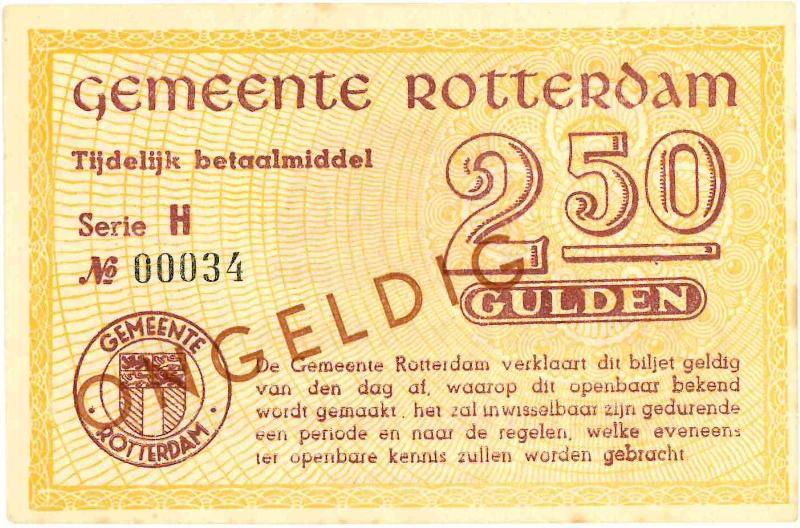 GEMEENTE ROTTERDAM
Tijdelijk betaalmiddel
2 50
Serie H
№ 00034
GULDEN
ONGELDIG
GEMEENTE
ROTTERDAM
De Gemeente Rotterdam verklaart dit biljet geldig
van den dag af, waarop dit openbaar bekend
wordt gemaakt, het zal inwisselbaar zijn gedurende
een periode en naar de regelen, welke eveneens
ter openbare kennis zullen worden gebracht